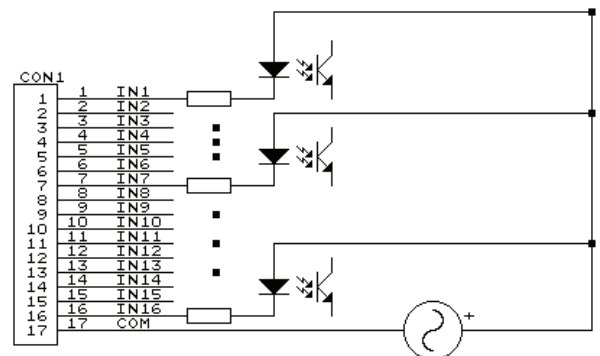 CON1
1 1 IN1
2 2 IN2
3 3 IN3
4 4 IN4
5 5 IN5
6 6 IN6
7 7 IN7
8 8 IN8
9 9 IN9
10 10 IN10
11 11 IN11
12 12 IN12
13 13 IN13
14 14 IN14
15 15 IN15
16 16 IN16
17 17 COM
+